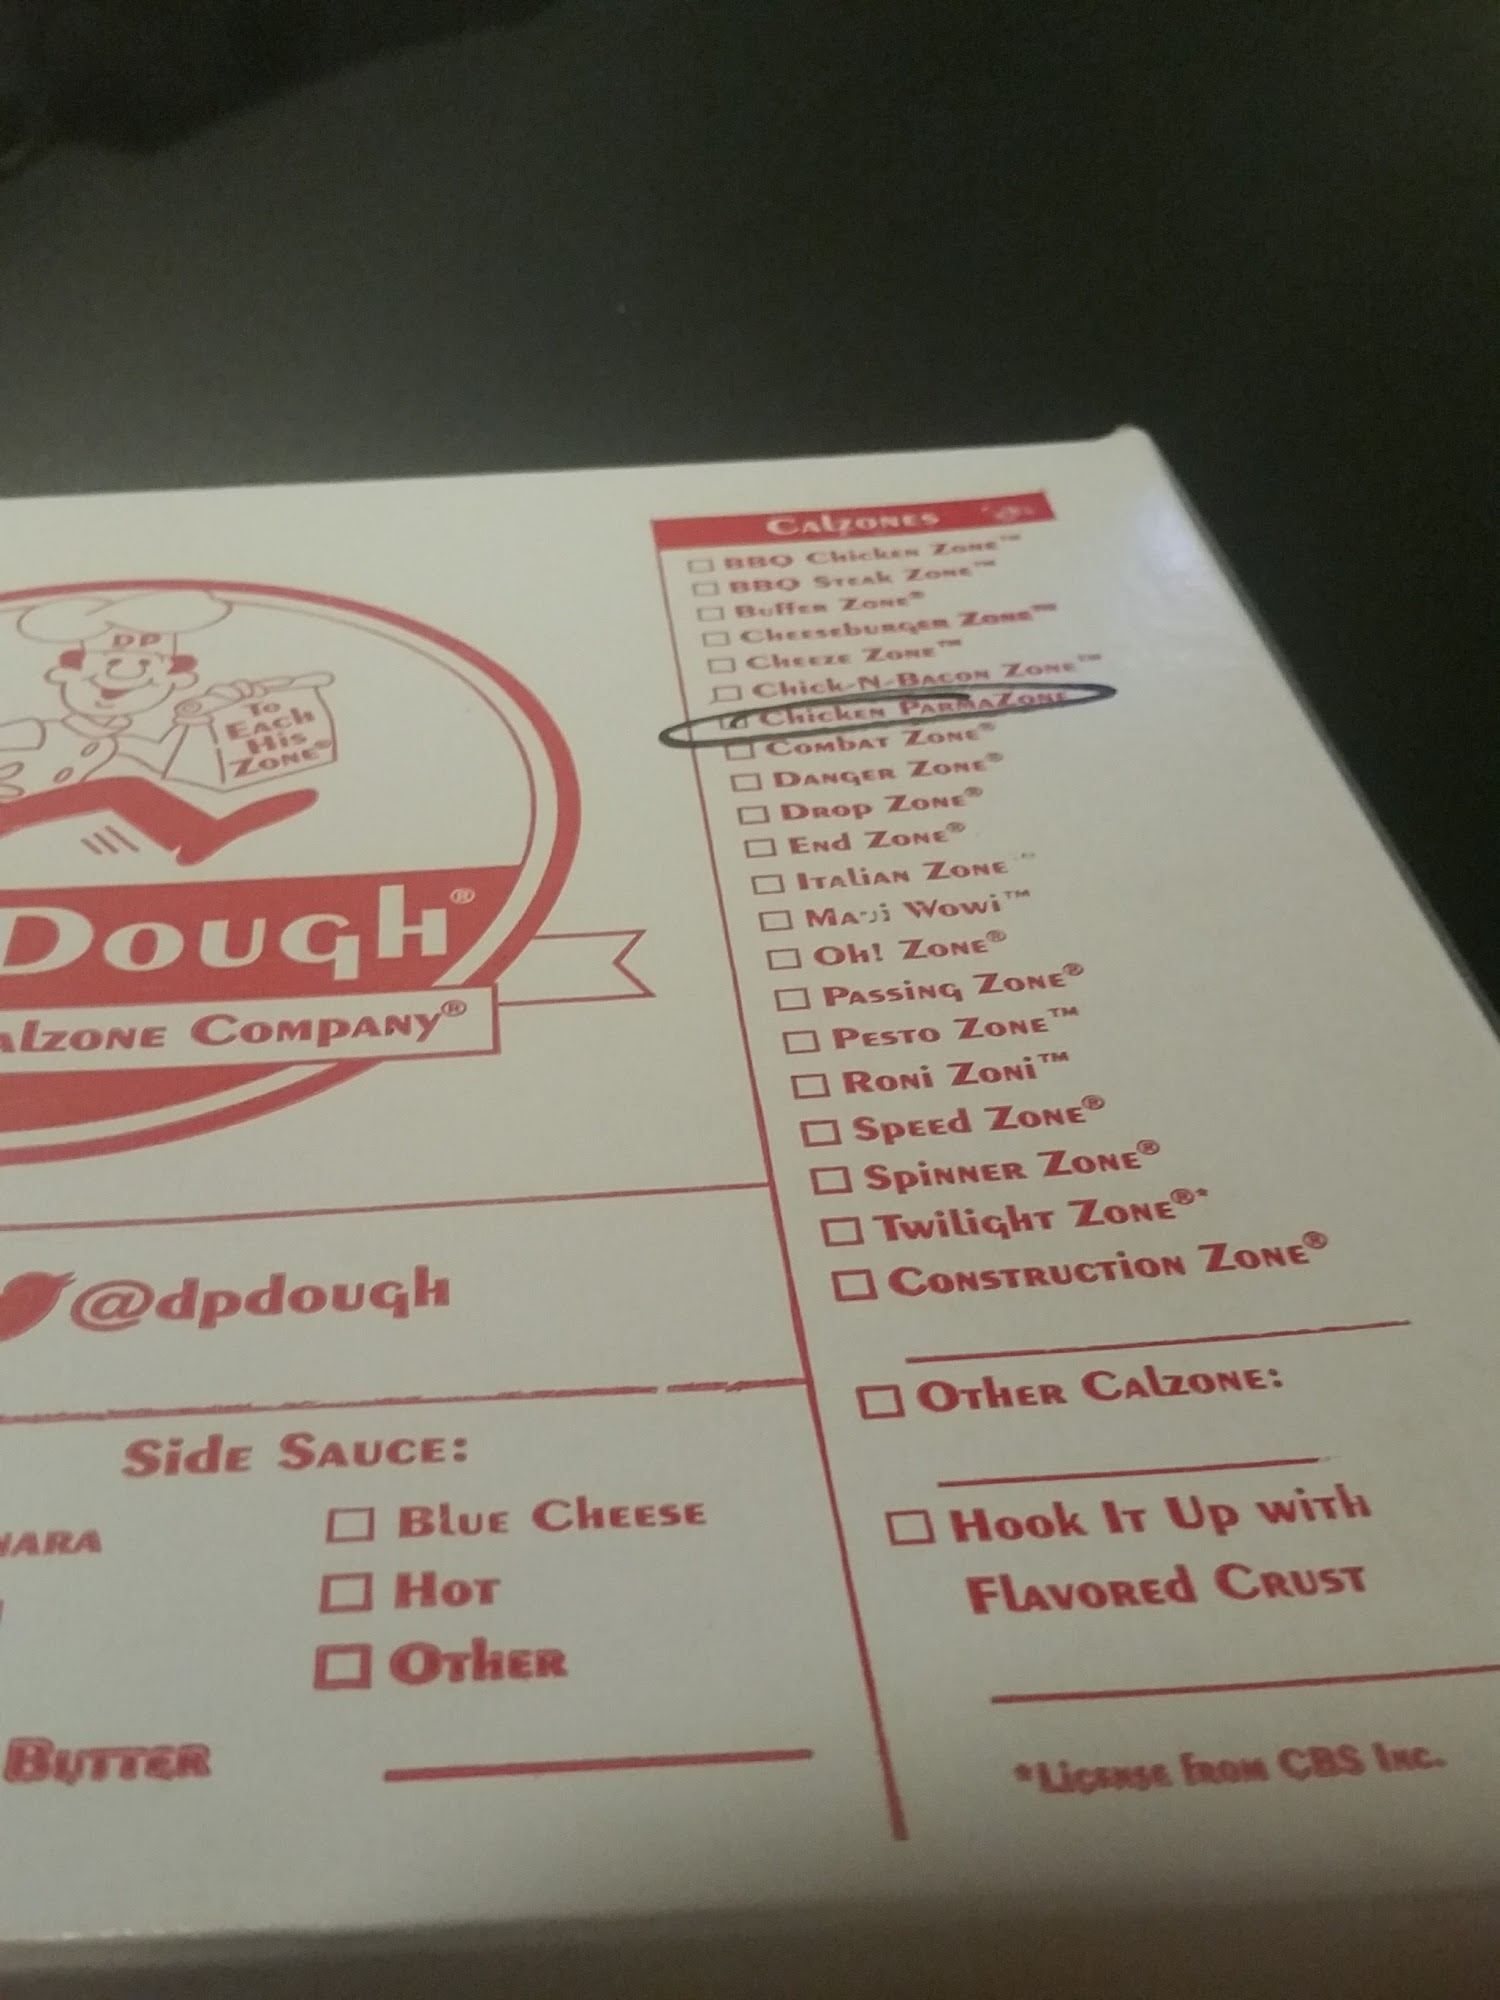 DP
To
Each
His
Zone®
Dough®
alzone Company®
@dpdough
Side Sauce:
Blue Cheese
Hot
Other
Butter
Calzones
BBQ Chicken Zone™
BBQ Steak Zone™
Buffer Zone®
Cheeseburger Zone™
Cheeze Zone™
Chick-N-Bacon Zone™
Chicken ParmaZone
Combat Zone®
Danger Zone®
Drop Zone®
End Zone®
Italian Zone™
Maui Wowi™
Oh! Zone®
Passing Zone®
Pesto Zone™
Roni Zoni™
Speed Zone®
Spinner Zone®
Twilight Zone®*
Construction Zone®
Other Calzone:
Hook It Up with
Flavored Crust
*License from CBS Inc.